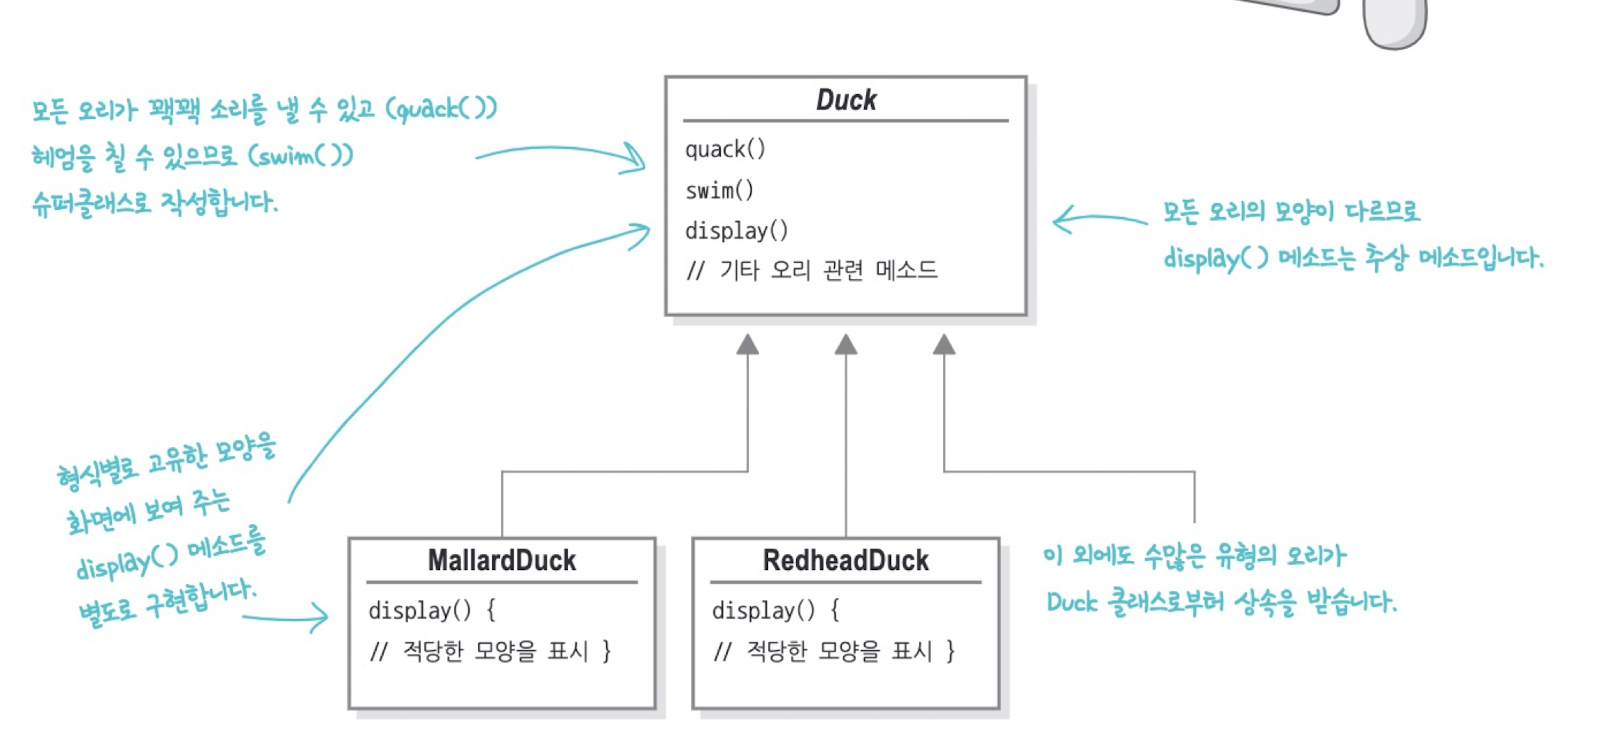 모든 오리가 꽥꽥 소리를 낼 수 있고 (quack())
헤엄을 칠 수 있으므로 (swim())
슈퍼클래스로 작성합니다.
Duck
quack()
swim()
display()
// 기타 오리 관련 메소드
모든 오리의 모양이 다르므로
display() 메소드는 추상 메소드입니다.
형식별로 고유한 모양을
화면에 보여 주는
display() 메소드를
별도로 구현합니다.
MallardDuck
display() {
// 적당한 모양을 표시 }
RedheadDuck
display() {
// 적당한 모양을 표시 }
이 외에도 수많은 유형의 오리가
Duck 클래스로부터 상속을 받습니다.